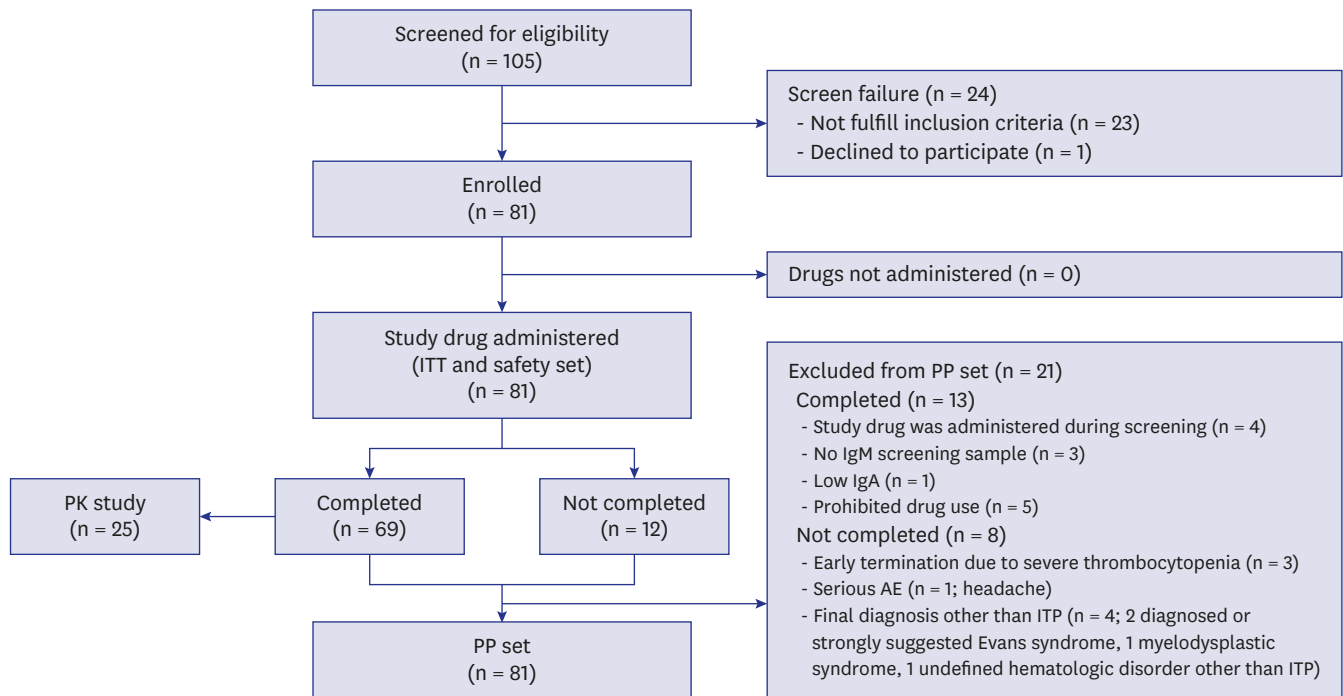 Screened for eligibility
(n = 105)
Screen failure (n = 24)
- Not fulfill inclusion criteria (n = 23)
- Declined to participate (n = 1)
Enrolled
(n = 81)
Drugs not administered (n = 0)
Study drug administered
(ITT and safety set)
(n = 81)
PK study
(n = 25)
Completed
(n = 69)
Not completed
(n = 12)
Excluded from PP set (n = 21)
Completed (n = 13)
- Study drug was administered during screening (n = 4)
- No IgM screening sample (n = 3)
- Low IgA (n = 1)
- Prohibited drug use (n = 5)
Not completed (n = 8)
- Early termination due to severe thrombocytopenia (n = 3)
- Serious AE (n = 1; headache)
- Final diagnosis other than ITP (n = 4; 2 diagnosed or
strongly suggested Evans syndrome, 1 myelodysplastic
syndrome, 1 undefined hematologic disorder other than ITP)
PP set
(n = 81)